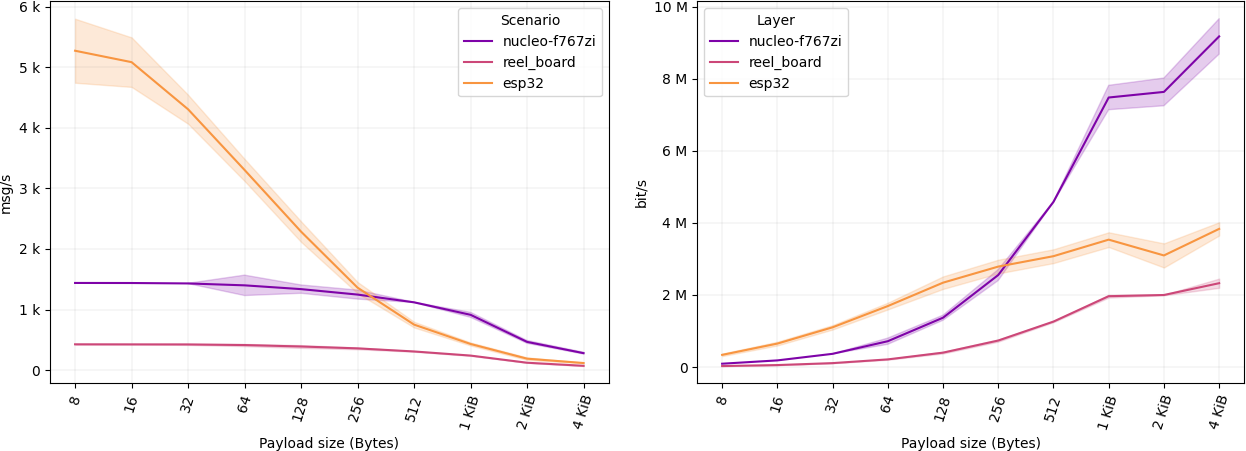 6 k
5 k
4 k
3 k
2 k
1 k
0
msg/s
Scenario
nucleo-f767zi
reel_board
esp32
8
16
32
64
128
256
512
1 KiB
2 KiB
4 KiB
Payload size (Bytes)
10 M
8 M
6 M
4 M
2 M
0
bit/s
Layer
nucleo-f767zi
reel_board
esp32
8
16
32
64
128
256
512
1 KiB
2 KiB
4 KiB
Payload size (Bytes)